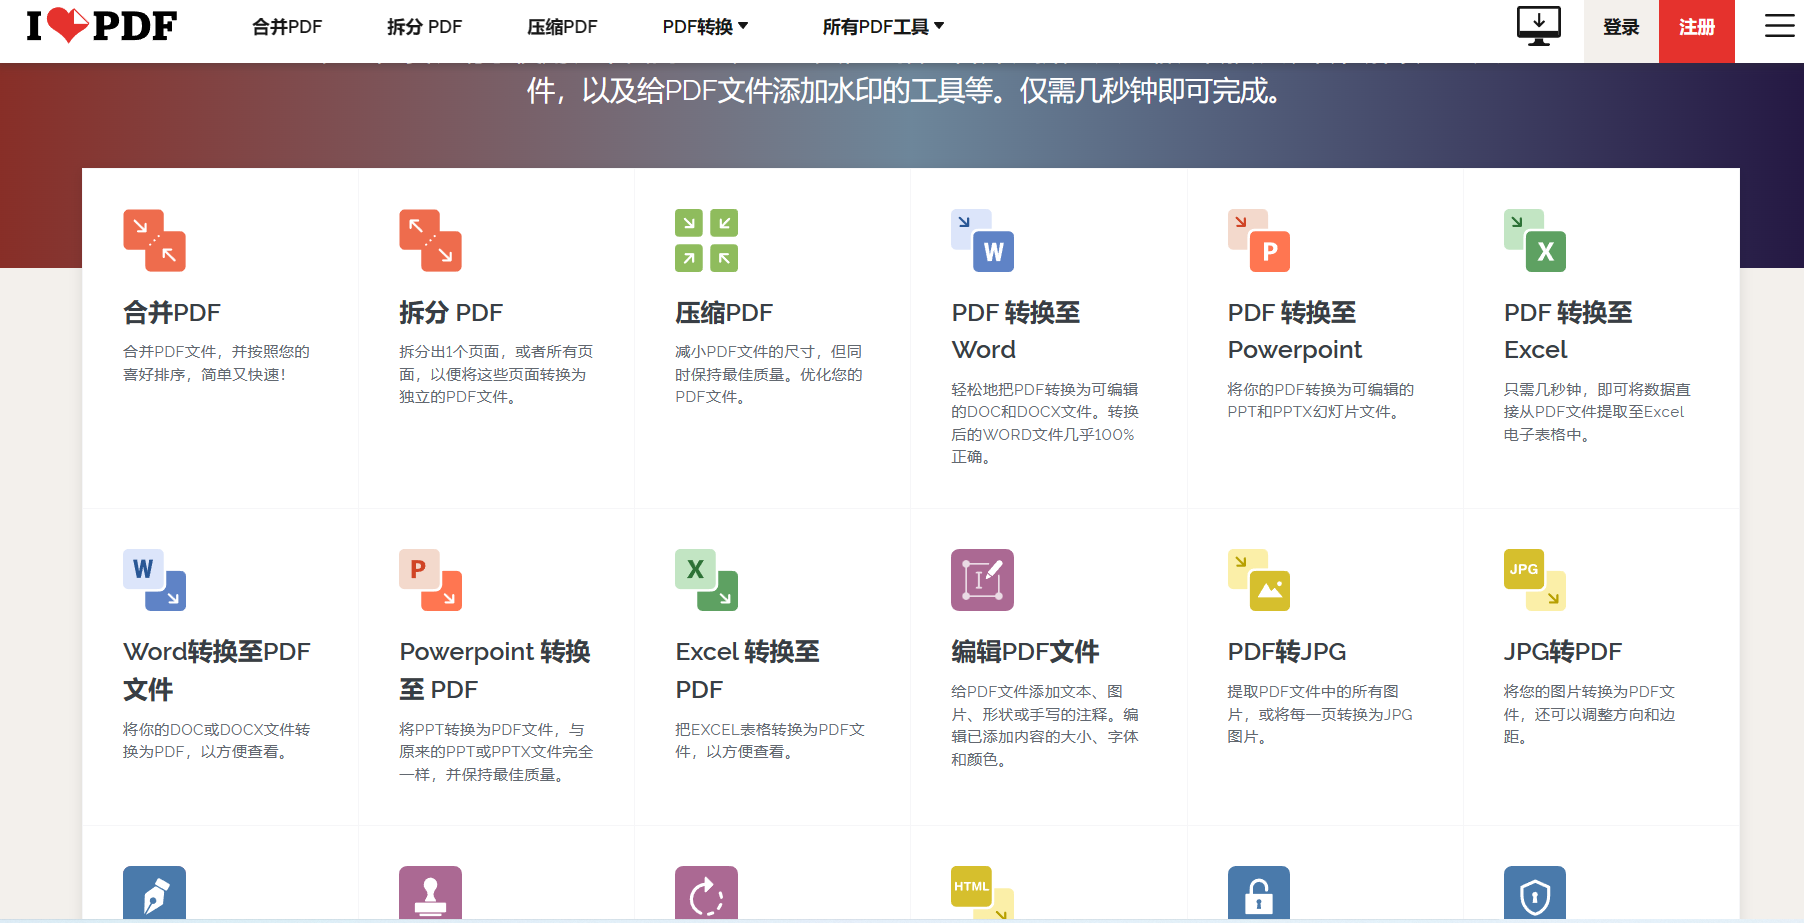 I PDF
合并PDF
拆分 PDF
压缩PDF
PDF转换
所有PDF工具
登录
注册
件，以及给PDF文件添加水印的工具等。仅需几秒钟即可完成。
合并PDF
合并PDF文件，并按照您的
喜好排序，简单又快速！
拆分 PDF
拆分出1个页面，或者所有页
面，以便将这些页面转换为
独立的PDF文件。
压缩PDF
减小PDF文件的尺寸，但同
时保持最佳质量。优化您的
PDF文件。
W
PDF 转换至
Word
轻松地把PDF转换为可编辑
的DOC和DOCX文件。转换
后的WORD文件几乎100%
正确。
P
PDF 转换至
Powerpoint
将你的PDF转换为可编辑的
PPT和PPTX幻灯片文件。
X
PDF 转换至
Excel
只需几秒钟，即可将数据直
接从PDF文件提取至Excel
电子表格中。
W
Word转换至PDF
文件
将你的DOC或DOCX文件转
换为PDF，以方便查看。
P
Powerpoint 转换
至 PDF
将PPT转换为PDF文件，与
原来的PPT或PPTX文件完全
一样，并保持最佳质量。
X
Excel 转换至
PDF
把EXCEL表格转换为PDF文
件，以方便查看。
编辑PDF文件
给PDF文件添加文本、图
片、形状或手写的注释。编
辑已添加内容的大小、字体
和颜色。
PDF转JPG
提取PDF文件中的所有图
片，或将每一页转换为JPG
图片。
JPG
JPG转PDF
将您的图片转换为PDF文
件，还可以调整方向和边
距。
HTML